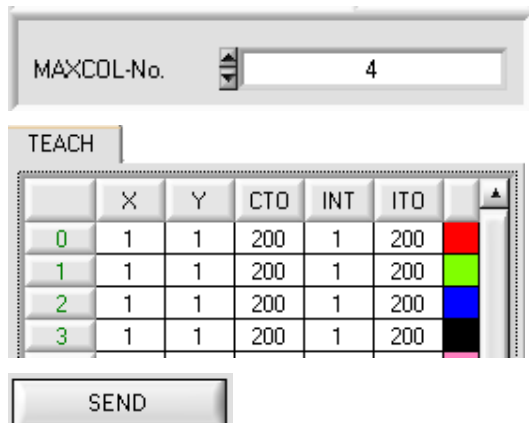 MAXCOL-No. 4
TEACH
X Y CTO INT ITO
0 1 1 200 1 200
1 1 1 200 1 200
2 1 1 200 1 200
3 1 1 200 1 200
SEND